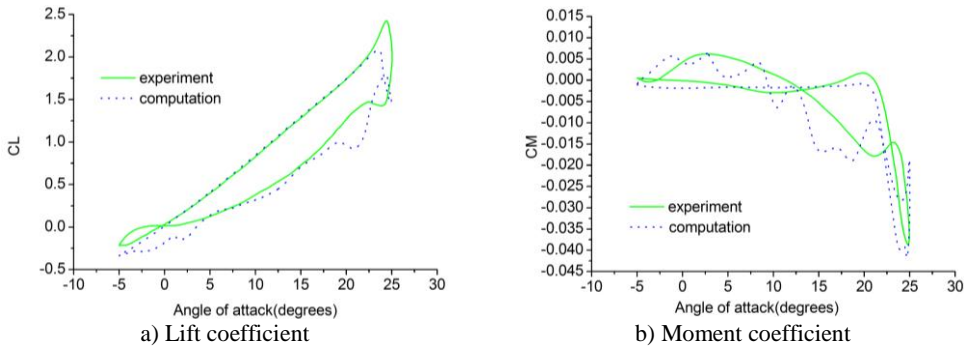 2.5
2.0
1.5
1.0
0.5
0.0
-0.5
CL
experiment
computation
-10 -5 0 5 10 15 20 25 30
Angle of attack(degrees)
a) Lift coefficient
0.015
0.010
0.005
0.000
-0.005
-0.010
-0.015
-0.020
-0.025
-0.030
-0.035
-0.040
-0.045
CM
experiment
computation
-10 -5 0 5 10 15 20 25 30
Angle of attack(degrees)
b) Moment coefficient